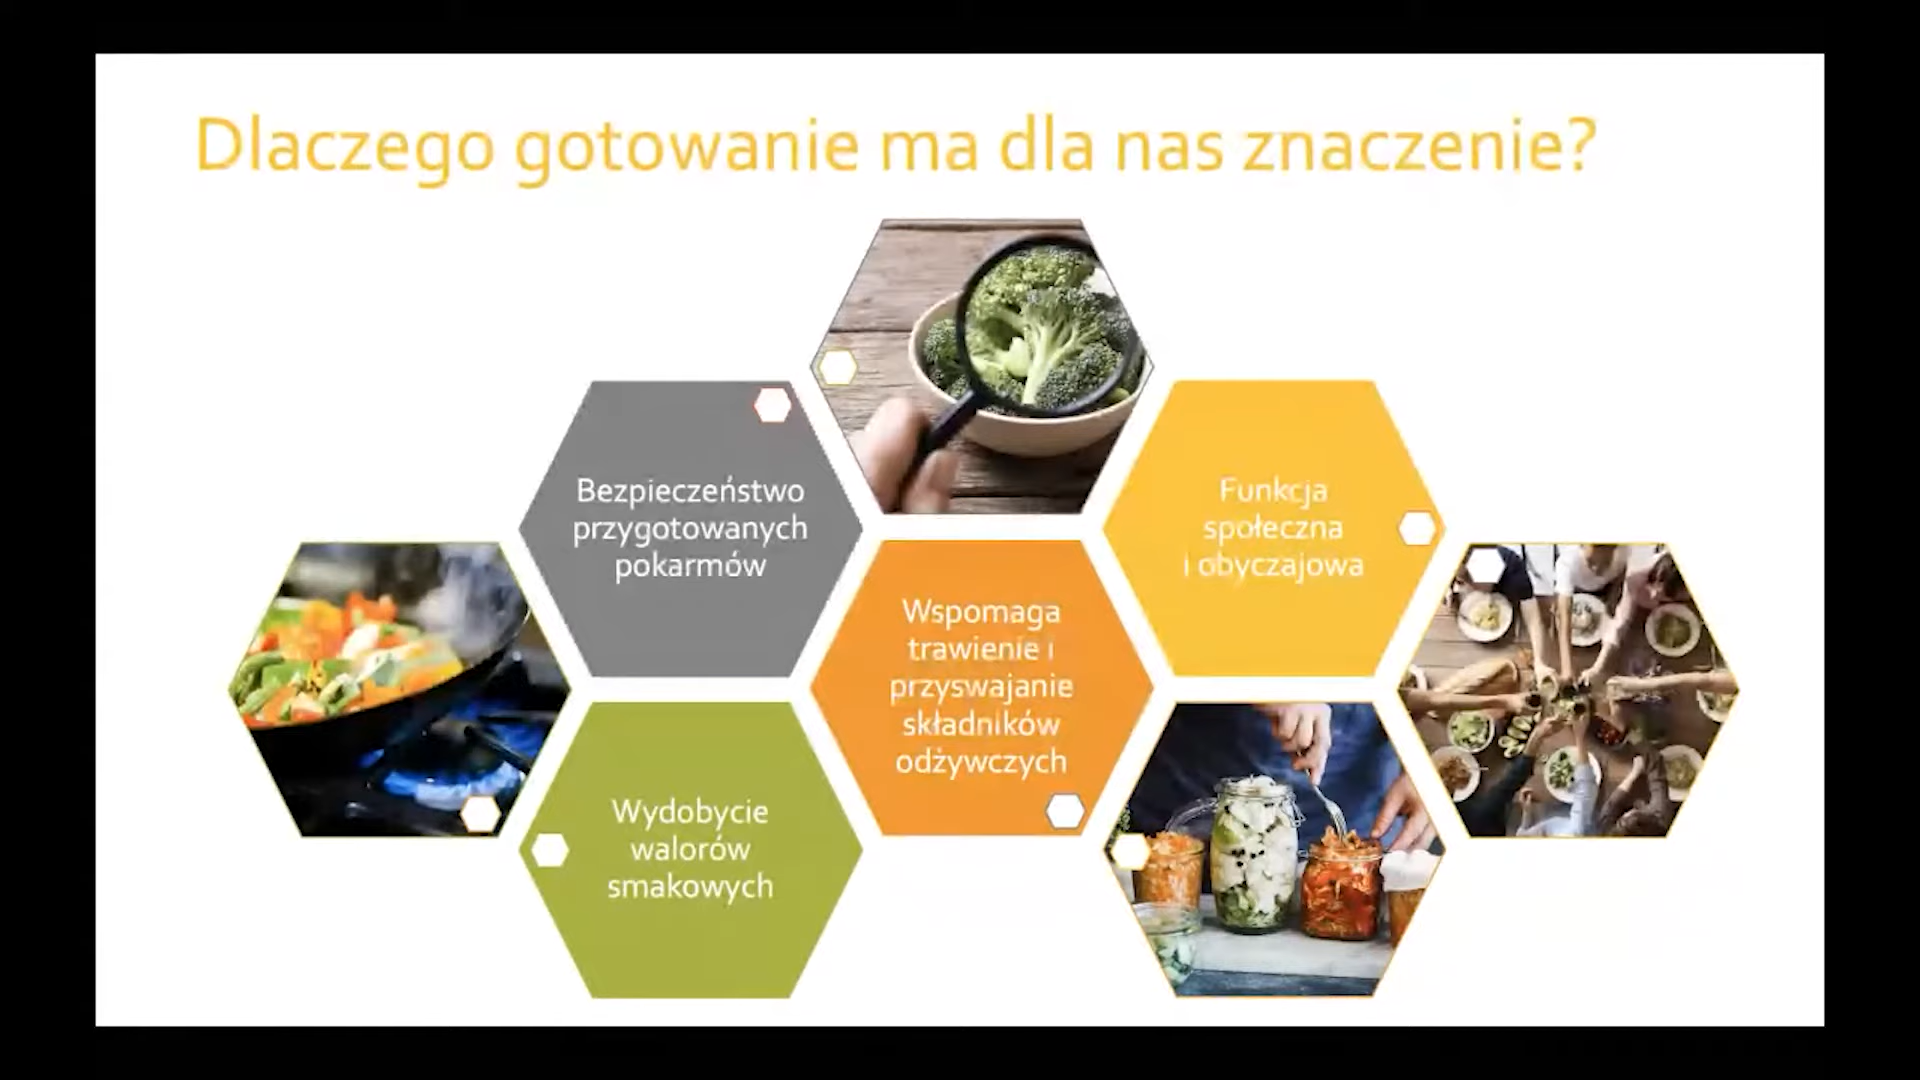 Dlaczego gotowanie ma dla nas znaczenie?
Bezpieczeństwo
przygotowanych
pokarmów
Funkcja
społeczna
i obyczajowa
Wspomaga
trawienie i
przyswajanie
składników
odżywczych
Wydobycie
walorów
smakowych